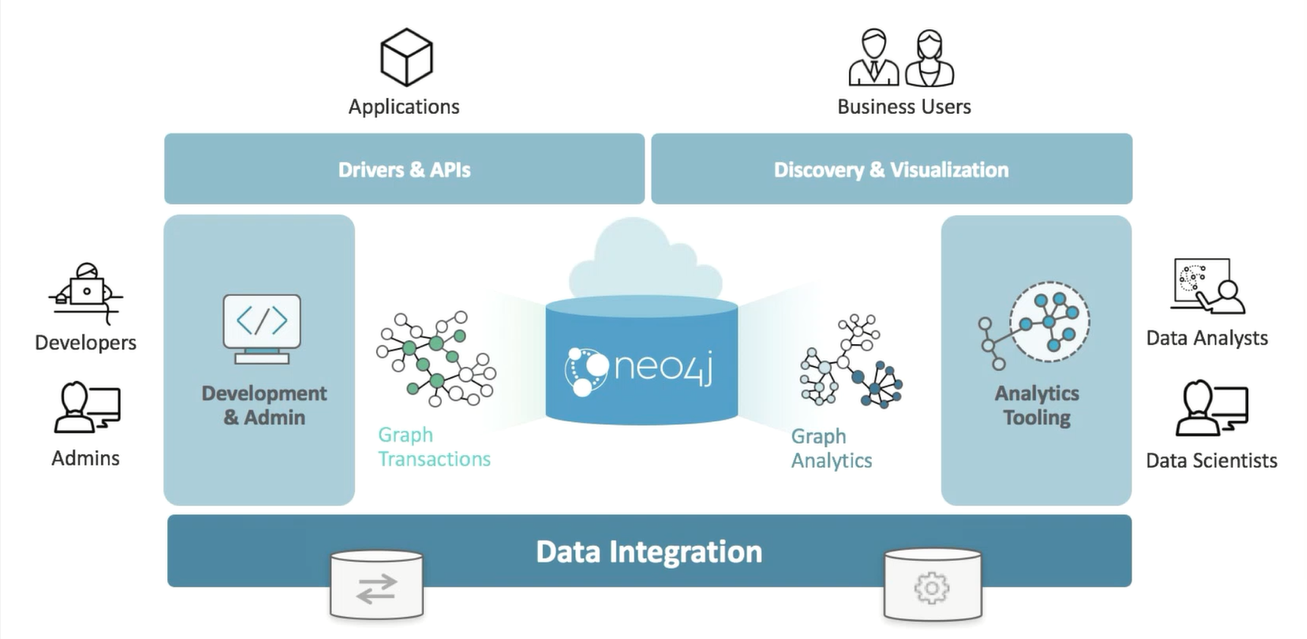 Applications
Business Users
Drivers & APIs
Discovery & Visualization
Developers
Admins
</>
Development
& Admin
Graph
Transactions
neo4j
Graph
Analytics
Analytics
Tooling
Data Analysts
Data Scientists
Data Integration